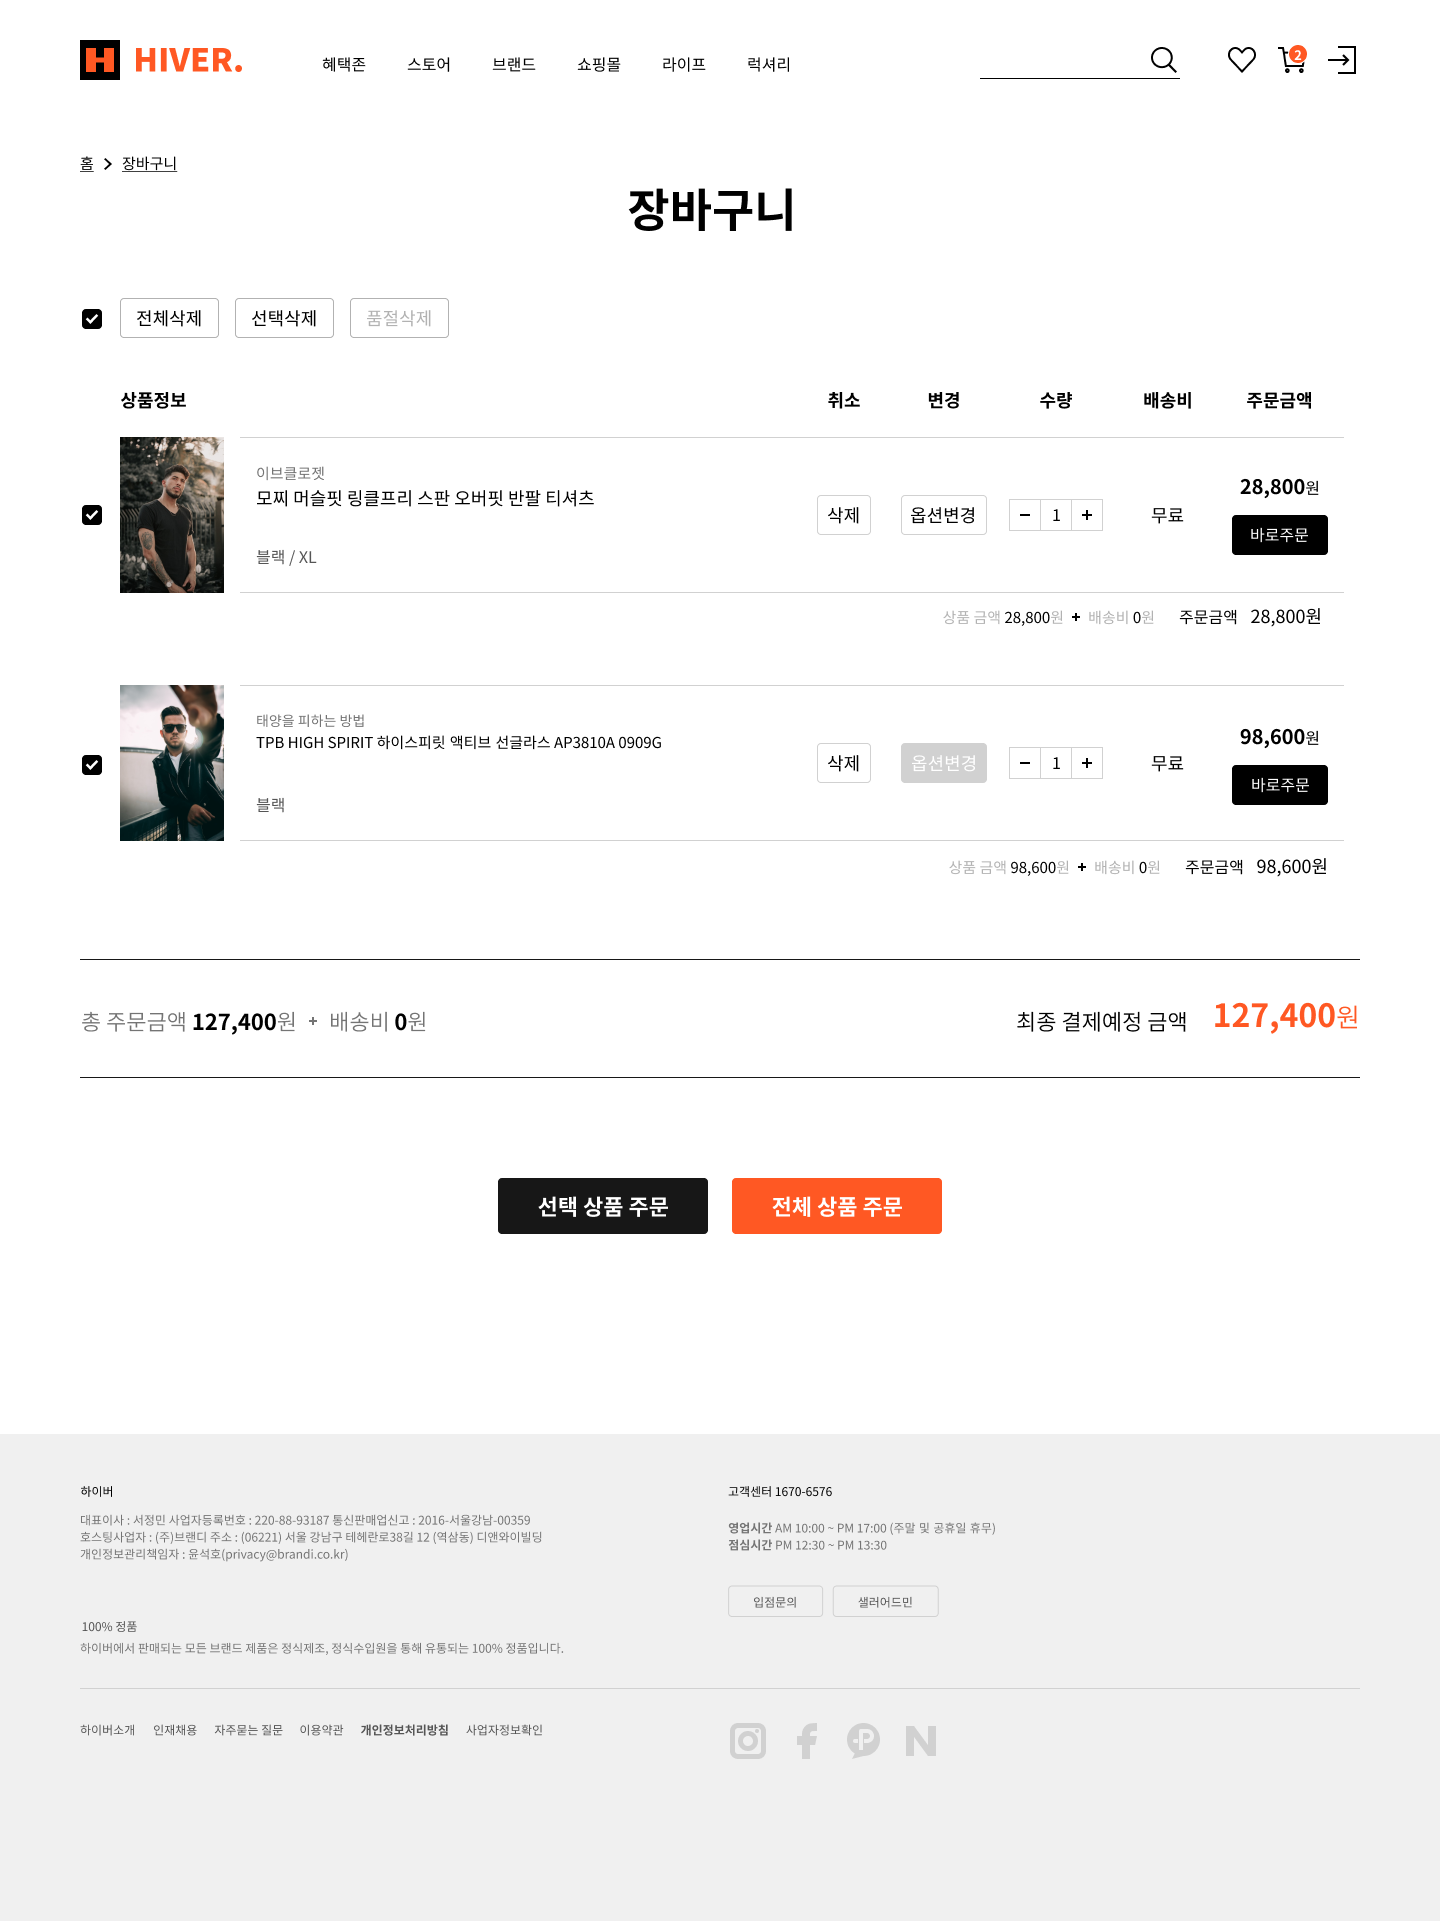 H HIVER.
혜택존 스토어 브랜드 쇼핑몰 라이프 럭셔리
2
홈 > 장바구니
장바구니
전체삭제 선택삭제 품절삭제
상품정보 취소 변경 수량 배송비 주문금액
이브클로젯
모찌 머슬핏 링클프리 스판 오버핏 반팔 티셔츠
블랙 / XL
삭제 옵션변경 − 1 + 무료
28,800원
바로주문
상품 금액 28,800원 + 배송비 0원 주문금액 28,800원
태양을 피하는 방법
TPB HIGH SPIRIT 하이스피릿 액티브 선글라스 AP3810A 0909G
블랙
삭제 옵션변경 − 1 + 무료
98,600원
바로주문
상품 금액 98,600원 + 배송비 0원 주문금액 98,600원
총 주문금액 127,400원 + 배송비 0원
최종 결제예정 금액 127,400원
선택 상품 주문 전체 상품 주문
하이버
대표이사 : 서정민 사업자등록번호 : 220-88-93187 통신판매업신고 : 2016-서울강남-00359
호스팅사업자 : (주)브랜디 주소 : (06221) 서울 강남구 테헤란로38길 12 (역삼동) 디앤와이빌딩
개인정보관리책임자 : 윤석호(privacy@brandi.co.kr)
100% 정품
하이버에서 판매되는 모든 브랜드 제품은 정식제조, 정식수입원을 통해 유통되는 100% 정품입니다.
고객센터 1670-6576
영업시간 AM 10:00 ~ PM 17:00 (주말 및 공휴일 휴무)
점심시간 PM 12:30 ~ PM 13:30
입점문의 샐러어드민
하이버소개 인재채용 자주묻는 질문 이용약관 개인정보처리방침 사업자정보확인